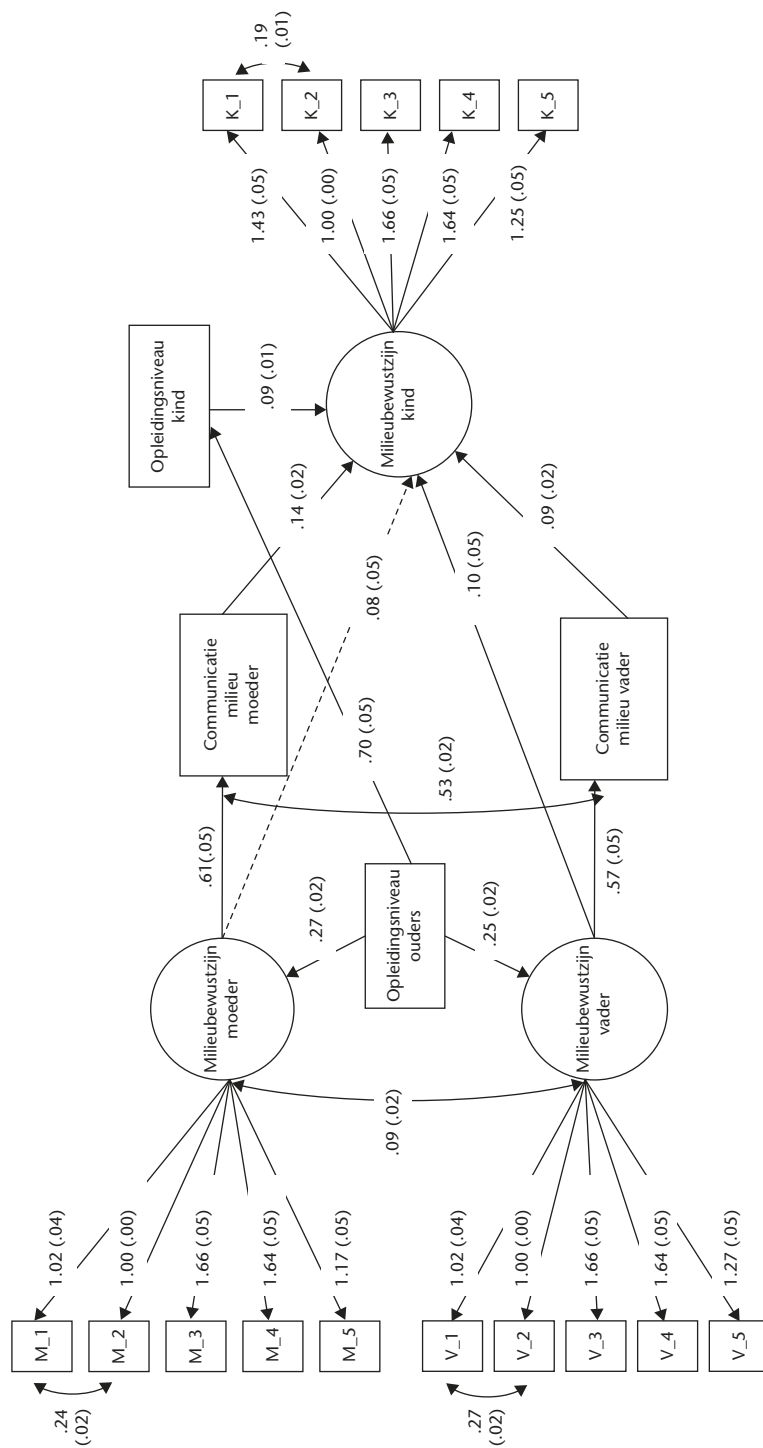 M_1
M_2
M_3
M_4
M_5
.24
(.02)
1.02 (.04)
1.00 (.00)
1.66 (.05)
1.64 (.05)
1.17 (.05)
Milieubewustzijn
moeder
.61(.05)
Communicatie
milieu
moeder
.14 (.02)
.08 (.05)
Opleidingsniveau
kind
.09 (.01)
.27 (.02)
Opleidingsniveau
ouders
.25 (.02)
.70 (.05)
.53 (.02)
.09 (.02)
V_1
V_2
V_3
V_4
V_5
.27
(.02)
1.02 (.04)
1.00 (.00)
1.66 (.05)
1.64 (.05)
1.27 (.05)
Milieubewustzijn
vader
.57 (.05)
Communicatie
milieu vader
.09 (.02)
.10 (.05)
Milieubewustzijn
kind
1.43 (.05)
1.00 (.00)
1.66 (.05)
1.64 (.05)
1.25 (.05)
K_1
K_2
K_3
K_4
K_5
.19
(.01)